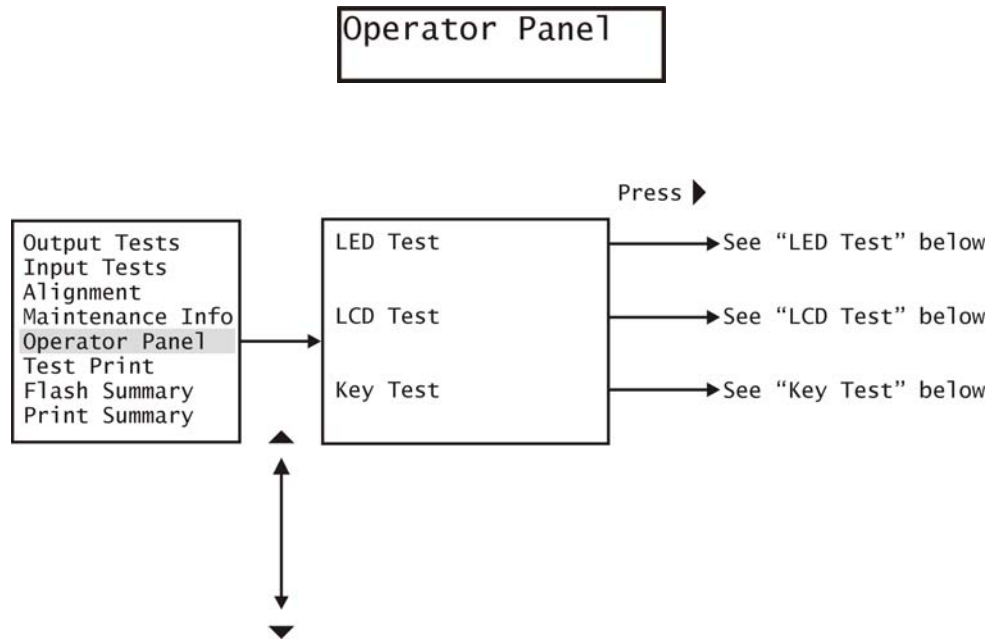 Operator Panel
Press
Output Tests
Input Tests
Alignment
Maintenance Info
Operator Panel
Test Print
Flash Summary
Print Summary
LED Test
LCD Test
Key Test
See “LED Test” below
See “LCD Test” below
See “Key Test” below